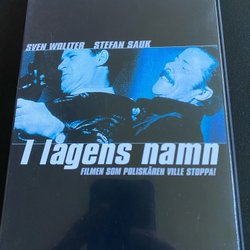 SVEN WOLLTER STEFAN SAUK
I lagens namn
FILMEN SOM POLISKÅREN VILLE STOPPA!